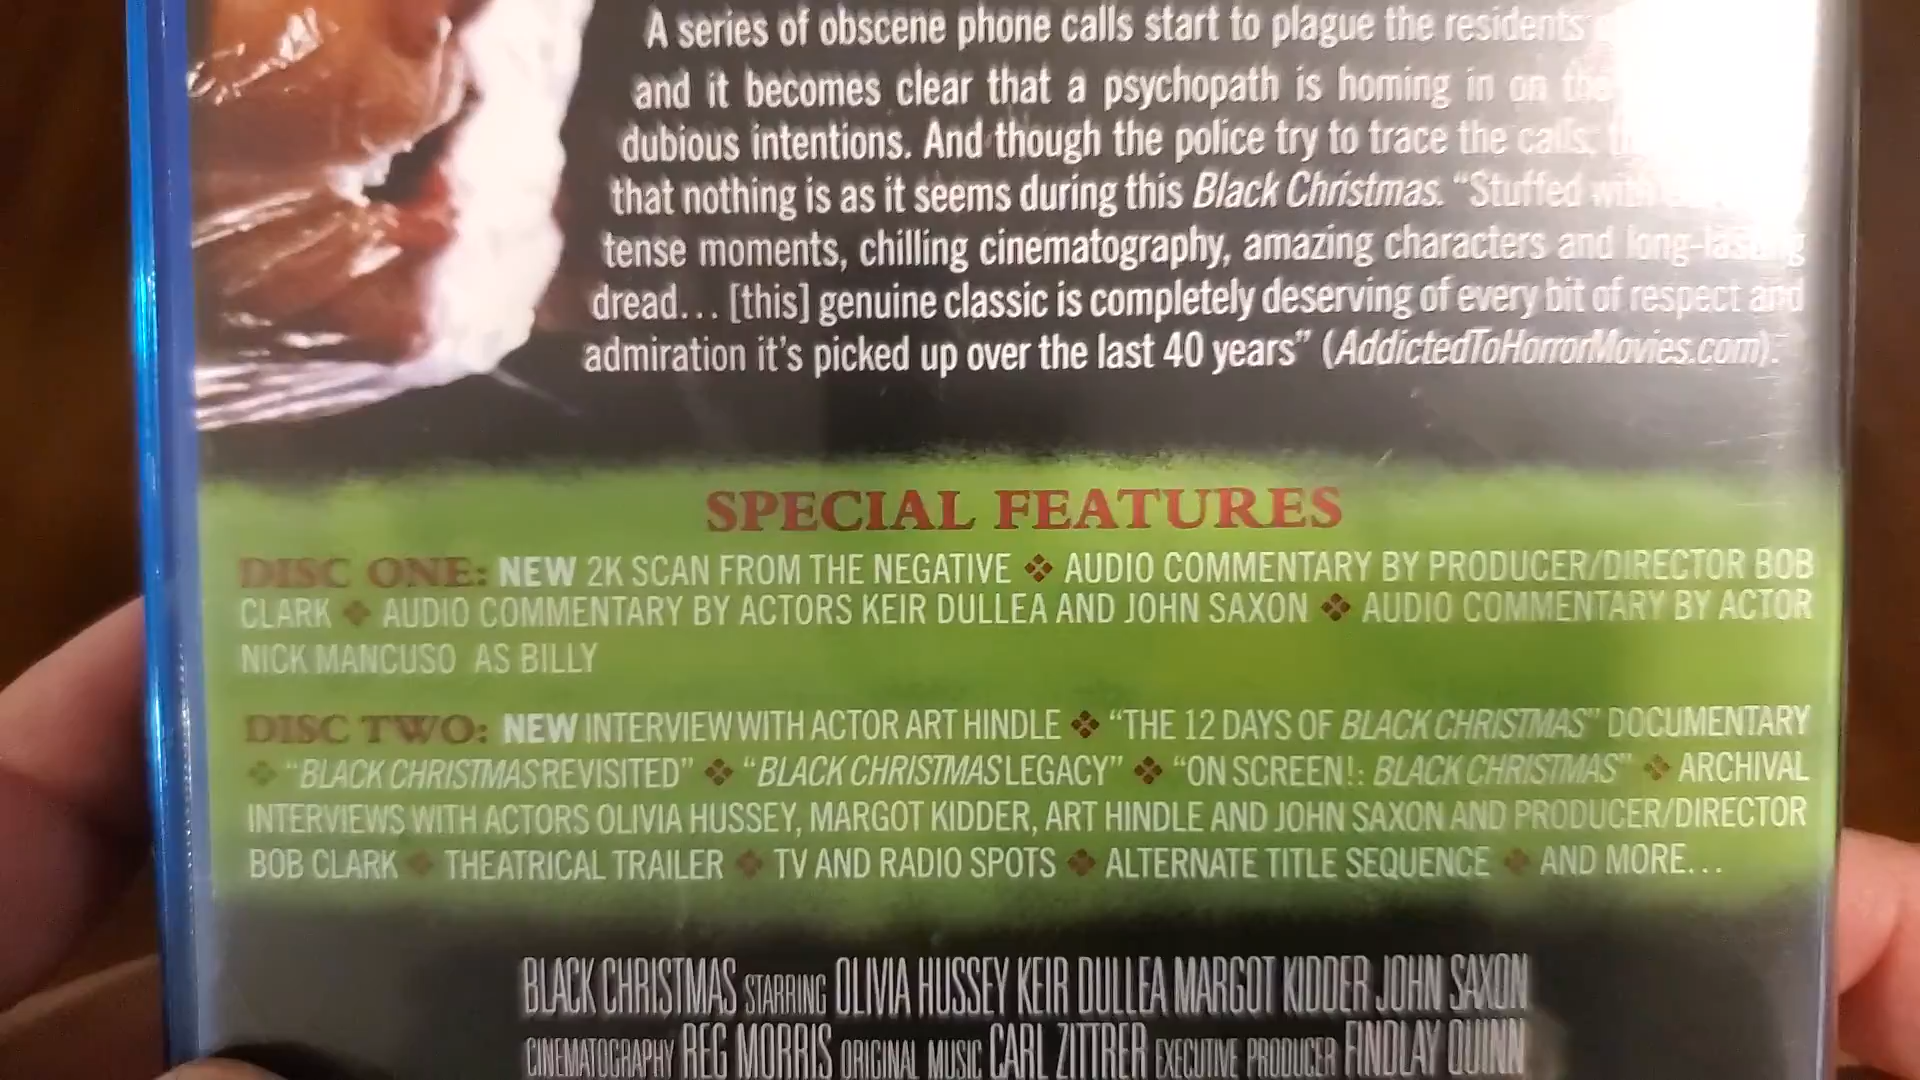 A series of obscene phone calls start to plague the residents
and it becomes clear that a psychopath is homing in on the
dubious intentions. And though the police try to trace the calls,
that nothing is as it seems during this Black Christmas. “Stuffed with
tense moments, chilling cinematography, amazing characters and long-lasting
dread... [this] genuine classic is completely deserving of every bit of respect and
admiration it’s picked up over the last 40 years” (AddictedToHorrorMovies.com).
SPECIAL FEATURES
DISC ONE: NEW 2K SCAN FROM THE NEGATIVE ❖ AUDIO COMMENTARY BY PRODUCER/DIRECTOR BOB
CLARK ❖ AUDIO COMMENTARY BY ACTORS KEIR DULLEA AND JOHN SAXON ❖ AUDIO COMMENTARY BY ACTOR
NICK MANCUSO AS BILLY
DISC TWO: NEW INTERVIEW WITH ACTOR ART HINDLE ❖ “THE 12 DAYS OF BLACK CHRISTMAS” DOCUMENTARY
❖ “BLACK CHRISTMAS REVISITED” ❖ “BLACK CHRISTMAS LEGACY” ❖ “ON SCREEN!: BLACK CHRISTMAS” ❖ ARCHIVAL
INTERVIEWS WITH ACTORS OLIVIA HUSSEY, MARGOT KIDDER, ART HINDLE AND JOHN SAXON AND PRODUCER/DIRECTOR
BOB CLARK ❖ THEATRICAL TRAILER ❖ TV AND RADIO SPOTS ❖ ALTERNATE TITLE SEQUENCE ❖ AND MORE...
BLACK CHRISTMAS STARRING OLIVIA HUSSEY KEIR DULLEA MARGOT KIDDER JOHN SAXON
CINEMATOGRAPHY REG MORRIS ORIGINAL MUSIC CARL ZITTRER EXECUTIVE PRODUCER FINDLAY QUINN